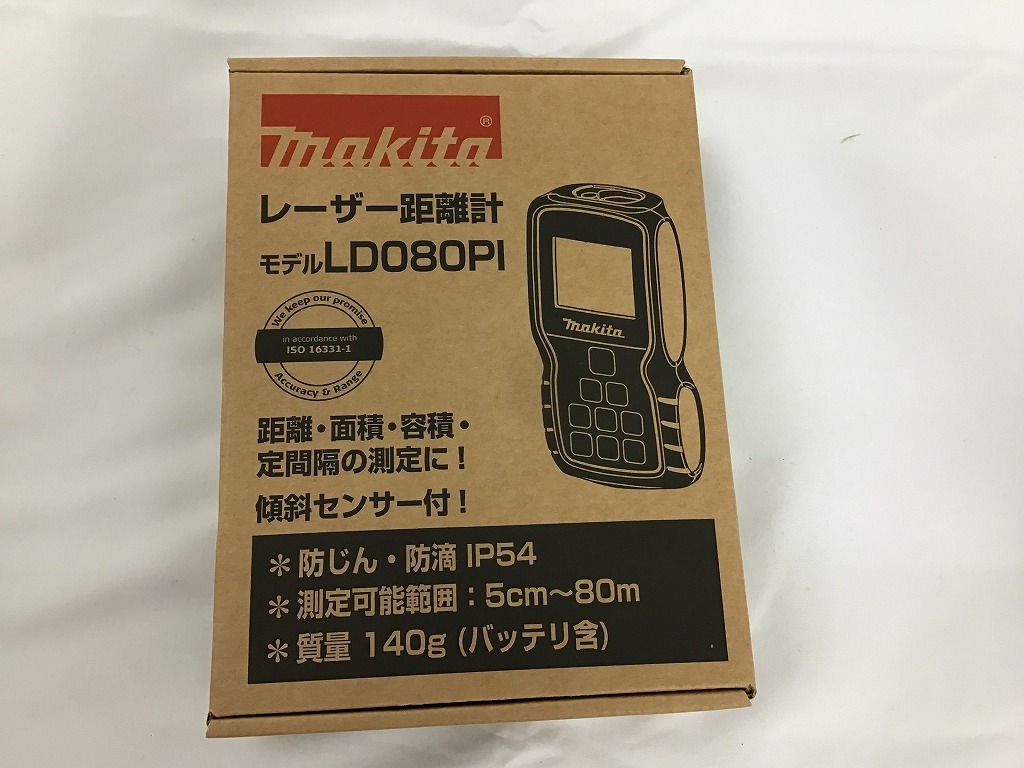 makita®
レーザー距離計
モデルLD080PI
We keep our promise
in accordance with
ISO 16331-1
Accuracy & Range
makita
距離・面積・容積・
定間隔の測定に!
傾斜センサー付!
＊防じん・防滴 IP54
＊測定可能範囲：5cm～80m
＊質量 140g (バッテリ含)